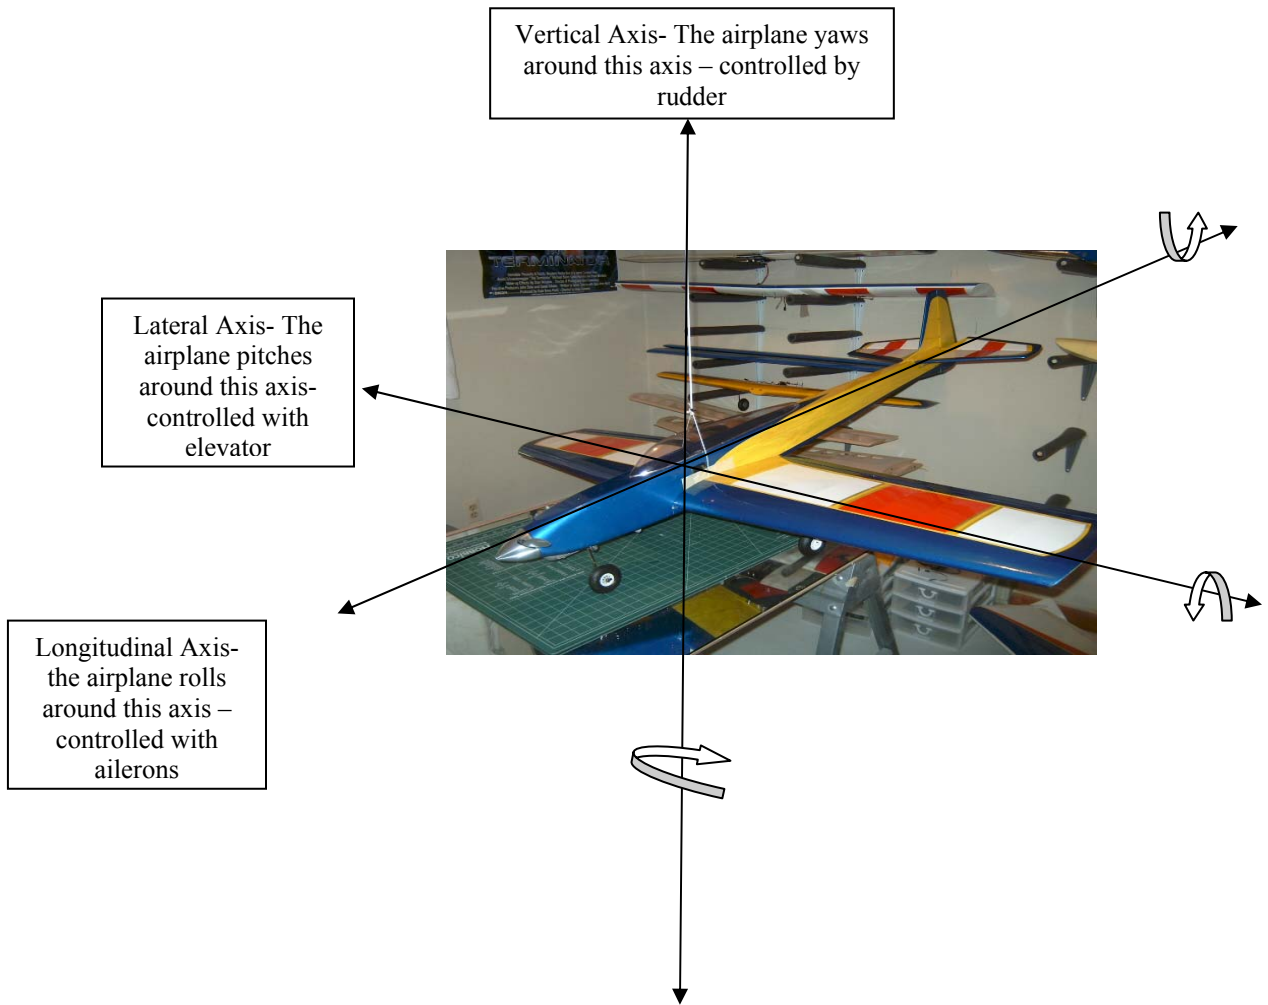 Vertical Axis- The airplane yaws
around this axis – controlled by
rudder
TERMINATOR
Lateral Axis- The
airplane pitches
around this axis-
controlled with
elevator
Longitudinal Axis-
the airplane rolls
around this axis –
controlled with
ailerons